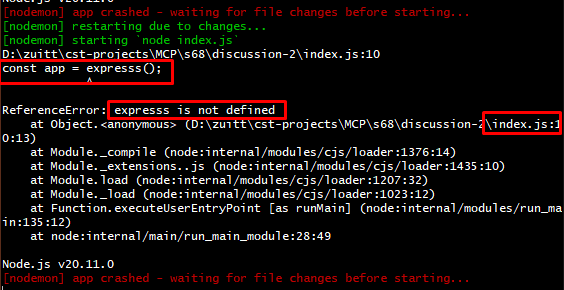 Node.js v20.11.0
[nodemon] app crashed - waiting for file changes before starting...
[nodemon] restarting due to changes...
[nodemon] starting `node index.js`
D:\zuitt\cst-projects\MCP\s68\discussion-2\index.js:10
const app = expresss();
^
ReferenceError: expresss is not defined
at Object.<anonymous> (D:\zuitt\cst-projects\MCP\s68\discussion-2\index.js:1
0:13)
at Module._compile (node:internal/modules/cjs/loader:1376:14)
at Module._extensions..js (node:internal/modules/cjs/loader:1435:10)
at Module.load (node:internal/modules/cjs/loader:1207:32)
at Module._load (node:internal/modules/cjs/loader:1023:12)
at Function.executeUserEntryPoint [as runMain] (node:internal/modules/run_ma
in:135:12)
at node:internal/main/run_main_module:28:49
Node.js v20.11.0
[nodemon] app crashed - waiting for file changes before starting...